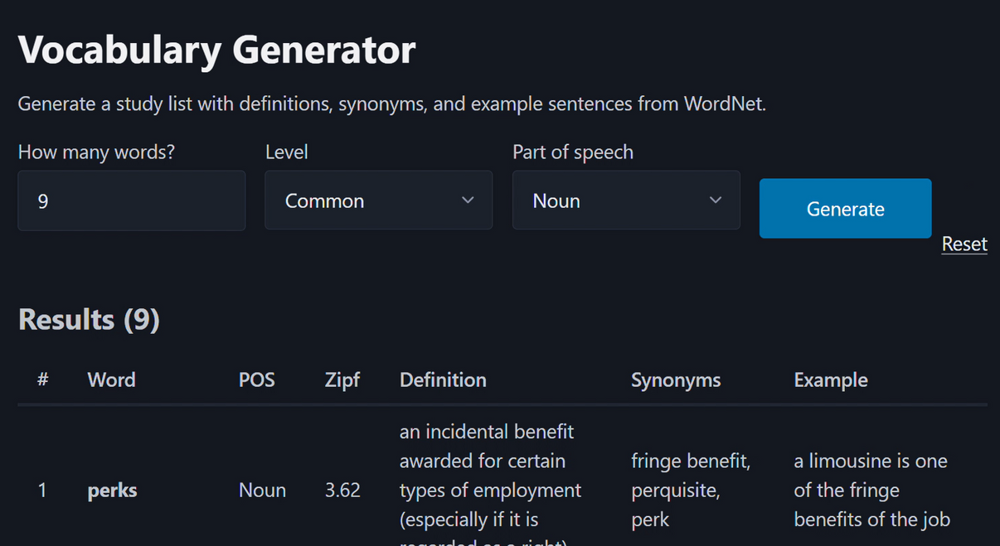 Vocabulary Generator
Generate a study list with definitions, synonyms, and example sentences from WordNet.
How many words? Level Part of speech
9 Common Noun Generate
Reset
Results (9)
# Word POS Zipf Definition Synonyms Example
an incidental benefit
awarded for certain fringe benefit, a limousine is one
1 perks Noun 3.62 types of employment perquisite, of the fringe
(especially if it is perk benefits of the job
regarded as a right)